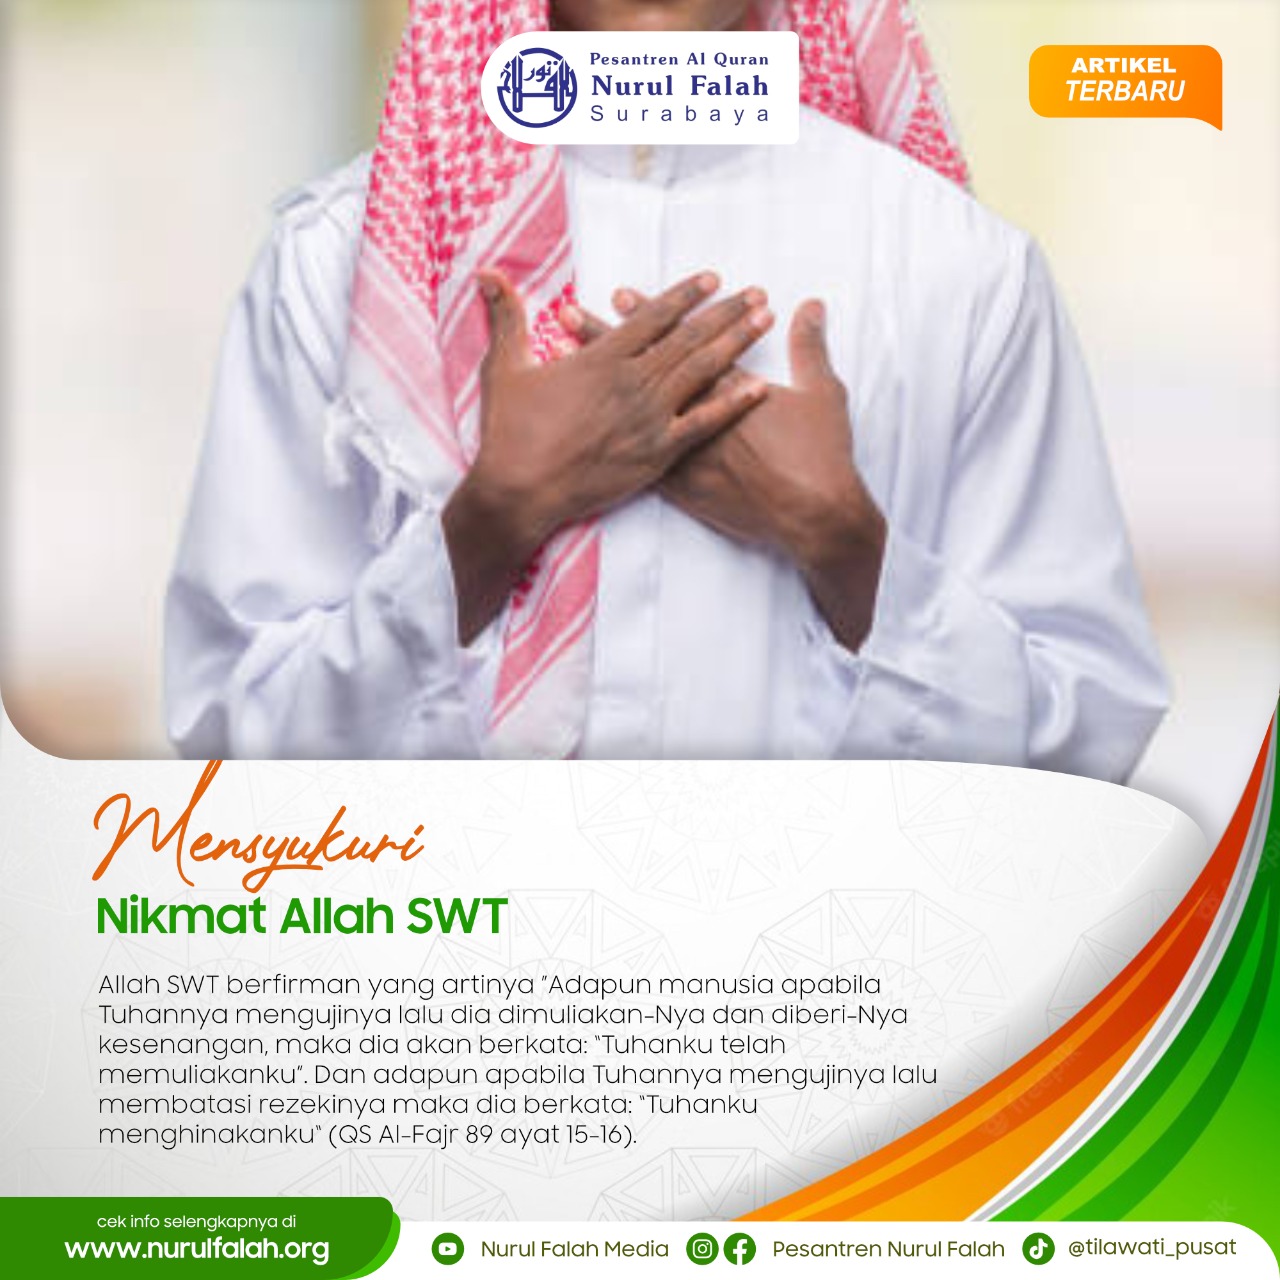 Pesantren Al Quran
Nurul Falah
Surabaya
ARTIKEL
TERBARU
Mensyukuri
Nikmat Allah SWT
Allah SWT berfirman yang artinya "Adapun manusia apabila
Tuhannya mengujinya lalu dia dimuliakan-Nya dan diberi-Nya
kesenangan, maka dia akan berkata: "Tuhanku telah
memuliakanku". Dan adapun apabila Tuhannya mengujinya lalu
membatasi rezekinya maka dia berkata: "Tuhanku
menghinakanku" (QS Al-Fajr 89 ayat 15-16).
cek info selengkapnya di
www.nurulfalah.org
Nurul Falah Media
Pesantren Nurul Falah
@tilawati_pusat